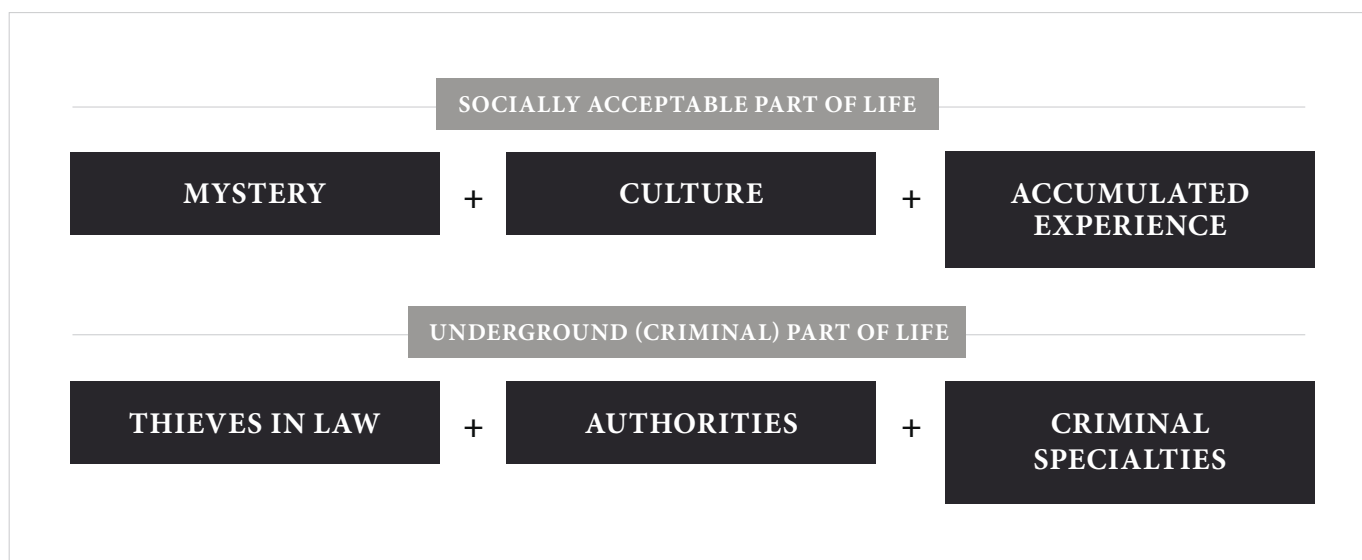 SOCIALLY ACCEPTABLE PART OF LIFE
MYSTERY + CULTURE + ACCUMULATED
EXPERIENCE
UNDERGROUND (CRIMINAL) PART OF LIFE
THIEVES IN LAW + AUTHORITIES + CRIMINAL
SPECIALTIES